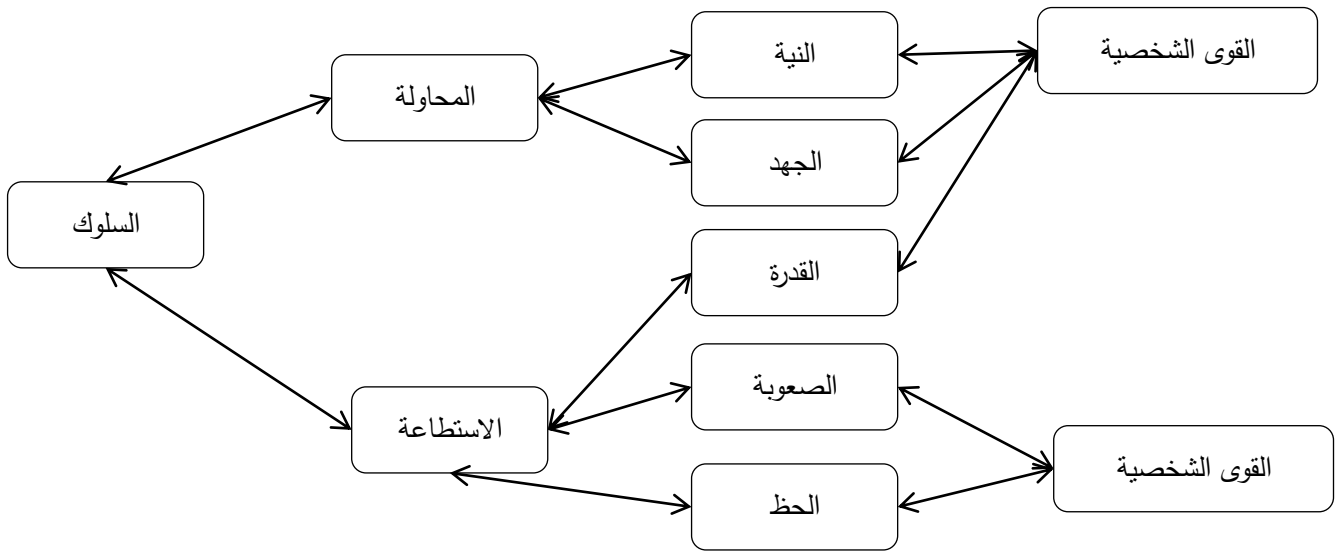 القوى الشخصية
النية
المحاولة
الجهد
السلوك
القدرة
الصعوبة
الاستطاعة
القوى الشخصية
الحظ